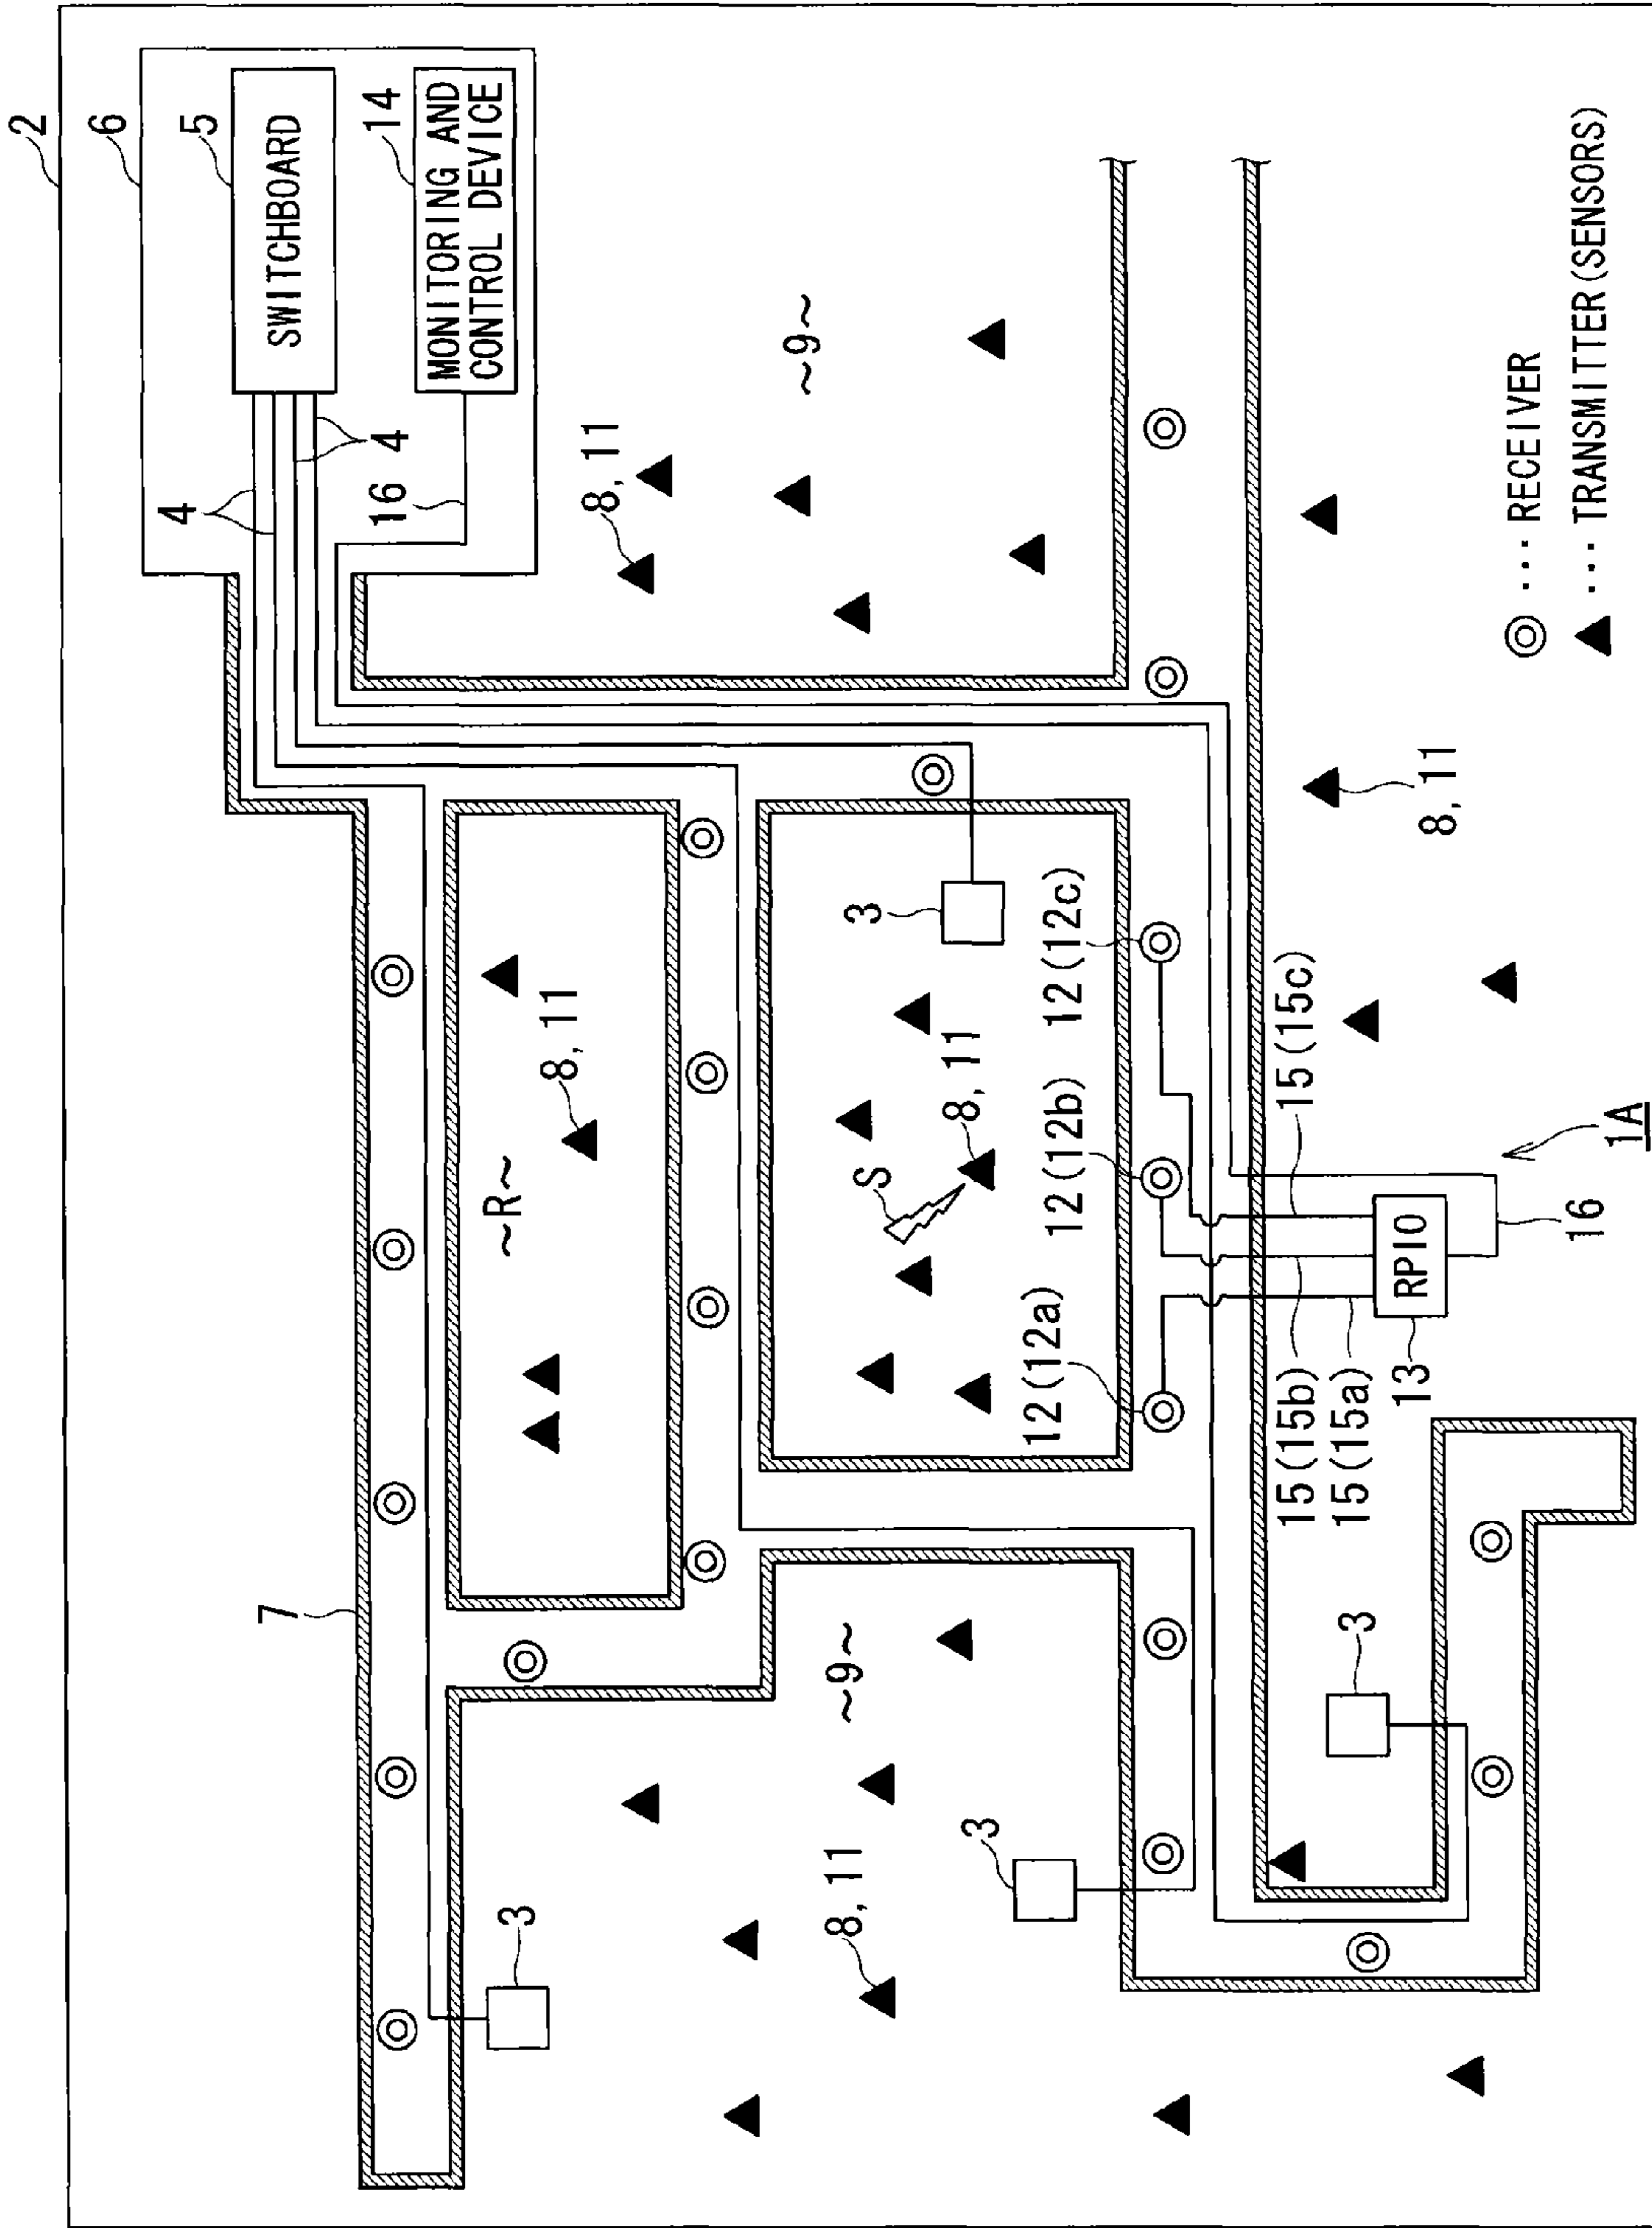 2
6
4
5
7
SWITCHBOARD
16
4
14
MONITORING AND
CONTROL DEVICE
~R~
3
8, 11
8, 11
~9~
~9~
8, 11
S
3
8, 11
3
12(12a)
12(12b)
12(12c)
15(15b)
15(15c)
15(15a)
3
13
RPIO
8, 11
◎ ··· RECEIVER
16
▲ ··· TRANSMITTER(SENSORS)
1A